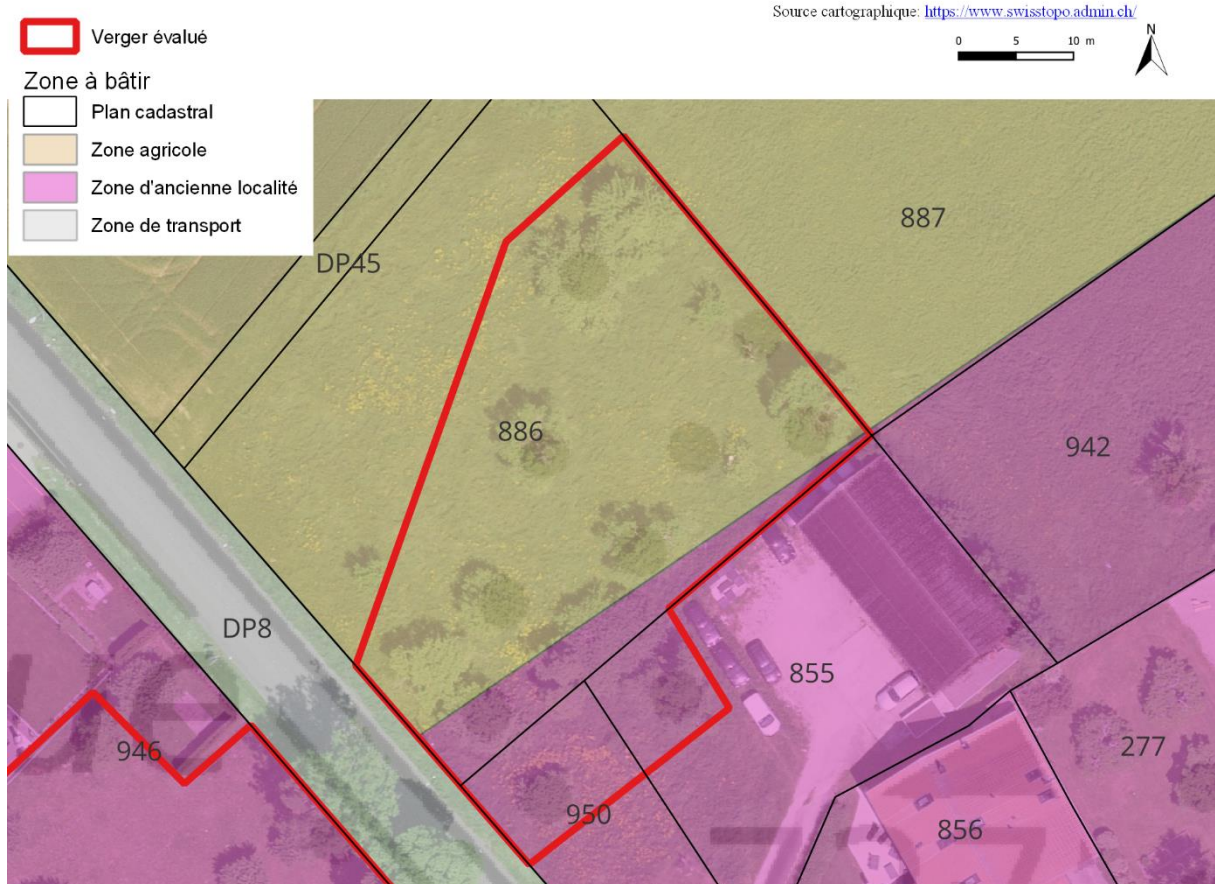 Source cartographique: https://www.swisstopo.admin.ch/
Verger évalué
0 5 10 m
N
Zone à bâtir
Plan cadastral
Zone agricole
Zone d'ancienne localité
Zone de transport
887
DP45
886
942
DP8
855
946
277
950
856